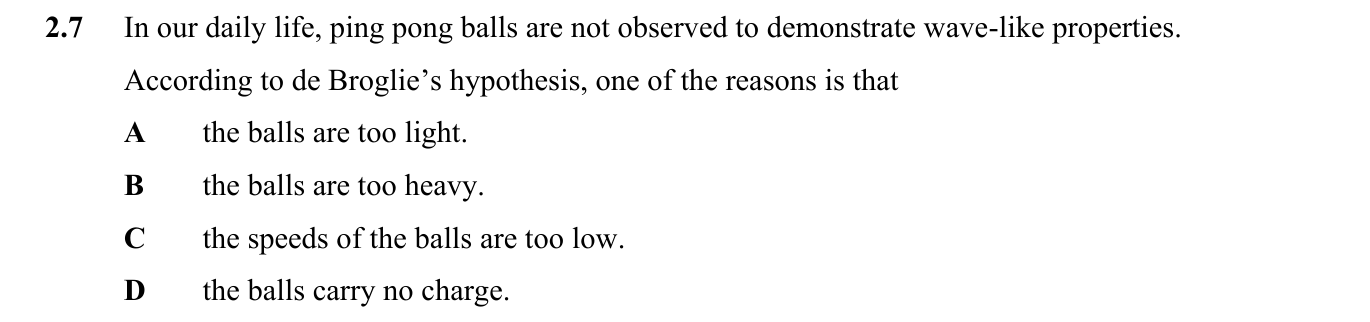 2.7 In our daily life, ping pong balls are not observed to demonstrate wave-like properties.
According to de Broglie’s hypothesis, one of the reasons is that
A the balls are too light.
B the balls are too heavy.
C the speeds of the balls are too low.
D the balls carry no charge.